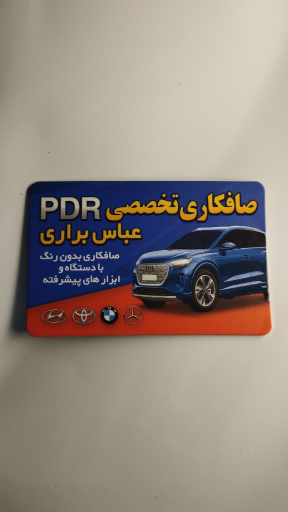 صافکاری تخصصی PDR
عباس براری
صافکاری بدون رنگ
با دستگاه و
ابزار های پیشرفته